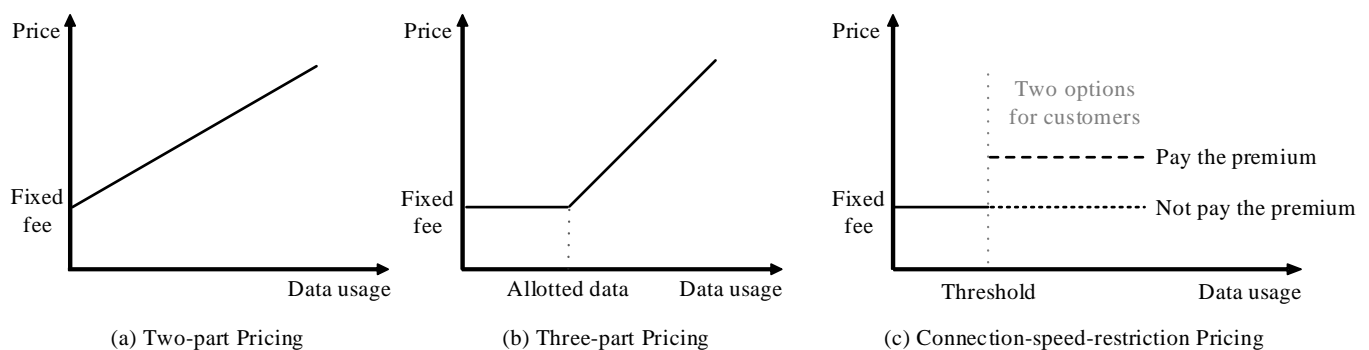 Price
Fixed
fee
Data usage
(a) Two-part Pricing
Price
Fixed
fee
Allotted data
Data usage
(b) Three-part Pricing
Price
Two options
for customers
Pay the premium
Fixed
fee
Not pay the premium
Threshold
Data usage
(c) Connection-speed-restriction Pricing